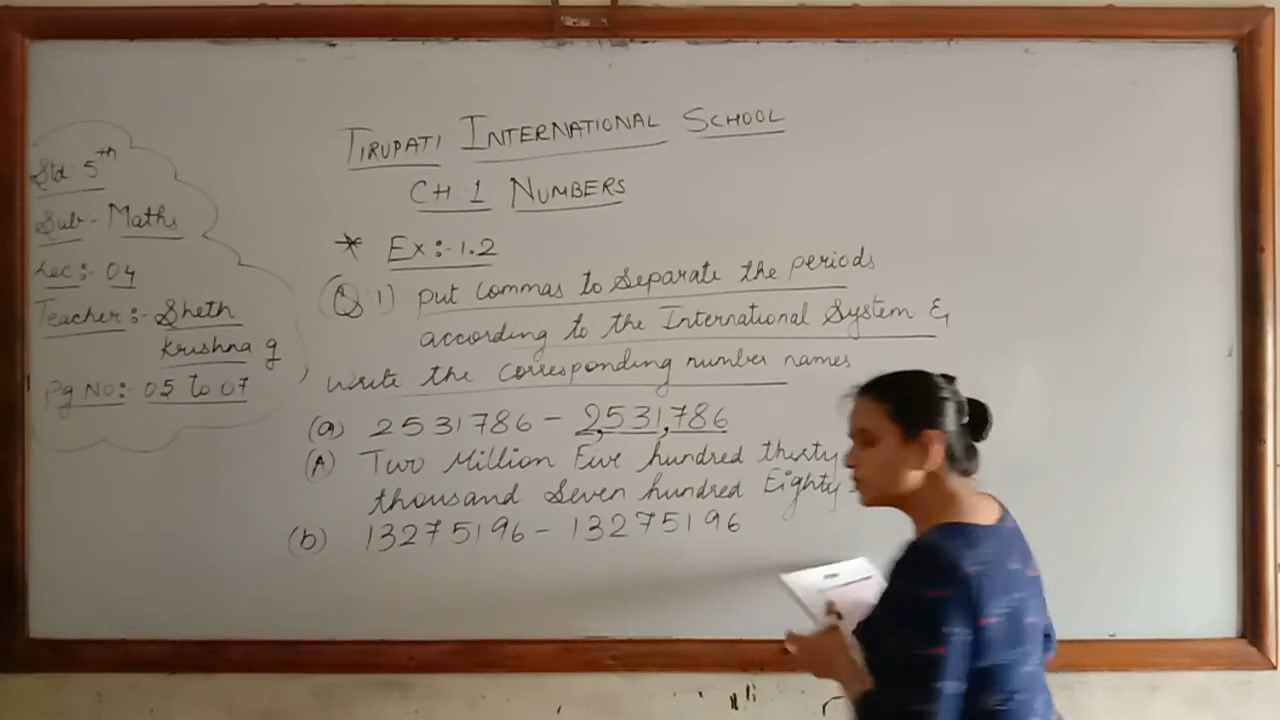 TIRUPATI INTERNATIONAL SCHOOL
CH 1 NUMBERS
Std 5th
Sub - Maths
Lec :- 04
Teacher :- Sheth
Krishna g
Pg No :- 05 to 07
* Ex :- 1.2
Q 1) put commas to separate the periods
according to the International System &
write the corresponding number names
(a) 2531786 - 2,531,786
(A) Two Million Five hundred thirty
thousand Seven hundred Eighty
(b) 13275196 - 13275196